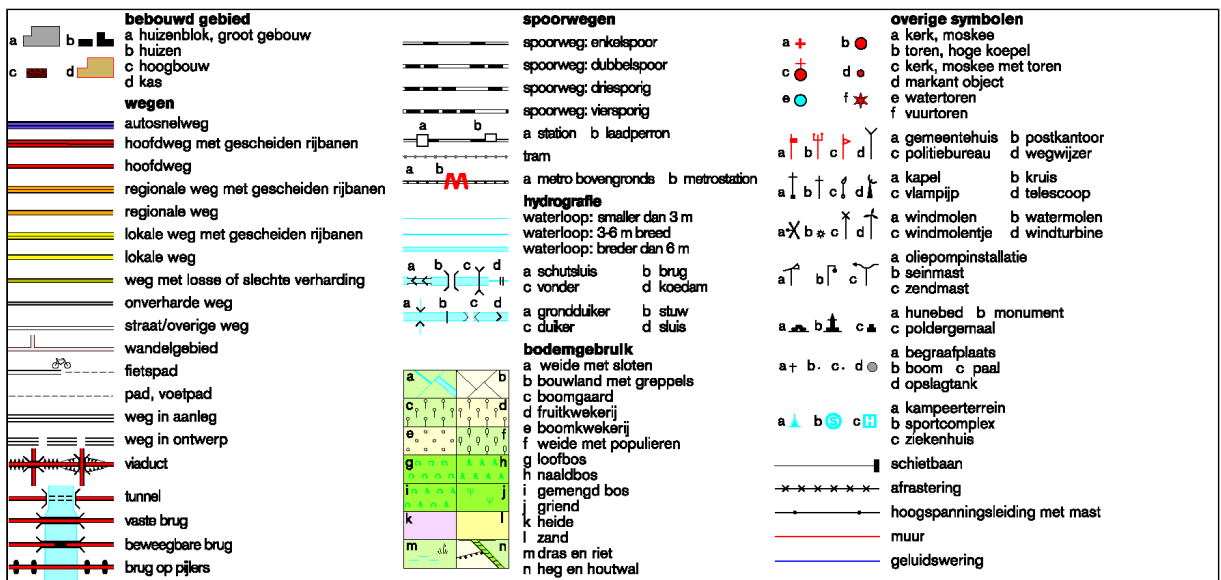 bebouwd gebied
a b
a huizenblok, groot gebouw
b huizen
c d
c hoogbouw
d kas
wegen
autosnelweg
hoofdweg met gescheiden rijbanen
hoofdweg
regionale weg met gescheiden rijbanen
regionale weg
lokale weg met gescheiden rijbanen
lokale weg
weg met losse of slechte verharding
onverharde weg
straat/overige weg
wandelgebied
fietspad
pad, voetpad
weg in aanleg
weg in ontwerp
viaduct
tunnel
vaste brug
beweegbare brug
brug op pijlers
spoorwegen
spoorweg: enkelspoor
spoorweg: dubbelspoor
spoorweg: driesporig
spoorweg: viersporig
a b
a station b laadperron
tram
a b
M
a metro bovengronds b metrostation
hydrografie
waterloop: smaller dan 3 m
waterloop: 3-6 m breed
waterloop: breder dan 6 m
a b c d
a schutsluis b brug
c vonder d koedam
a b c d
a grondduiker b stuw
c duiker d sluis
bodemgebruik
a b
c d
e f
g h
i j
k l
m n
a weide met sloten
b bouwland met greppels
c boomgaard
d fruitkwekerij
e boomkwekerij
f weide met populieren
g loofbos
h naaldbos
i gemengd bos
j griend
k heide
l zand
m dras en riet
n heg en houtwal
overige symbolen
a b
a kerk, moskee
b toren, hoge koepel
c d
c kerk, moskee met toren
d markant object
e f
e watertoren
f vuurtoren
a b c d
a gemeentehuis b postkantoor
c politiebureau d wegwijzer
a b c d
a kapel b kruis
c vlampijp d telescoop
a b c d
a windmolen b watermolen
c windmolentje d windturbine
a b c
a oliepompinstallatie
b seinmast
c zendmast
a b c
a hunebed b monument
c poldergemaal
a b c d
a begraafplaats
b boom c paal
d opslagtank
a b S c H
a kampeerterrein
b sportcomplex
c ziekenhuis
schietbaan
afrastering
hoogspanningsleiding met mast
muur
geluidswering